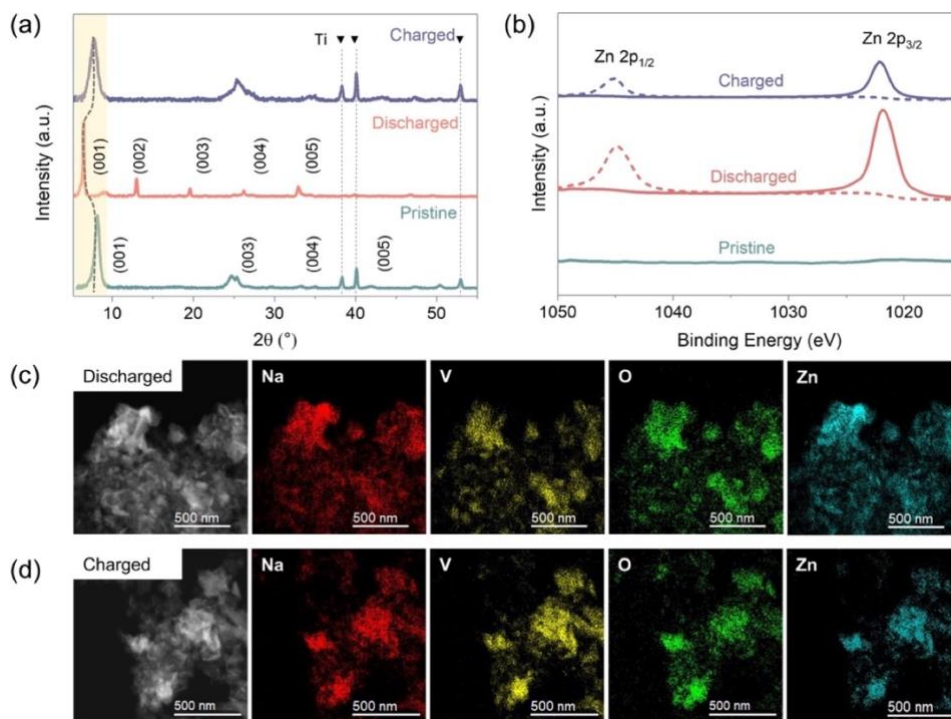 (a)
Intensity (a.u.)
Ti ▼ ▼ ▼
Charged
Discharged
(001) (002) (003) (004) (005)
Pristine
(001) (003) (004) (005)
10 20 30 40 50
2θ (°)
(b)
Intensity (a.u.)
Zn 2p1/2 Zn 2p3/2
Charged
Discharged
Pristine
1050 1040 1030 1020
Binding Energy (eV)
(c)
Discharged Na V O Zn
500 nm 500 nm 500 nm 500 nm 500 nm
(d)
Charged Na V O Zn
500 nm 500 nm 500 nm 500 nm 500 nm